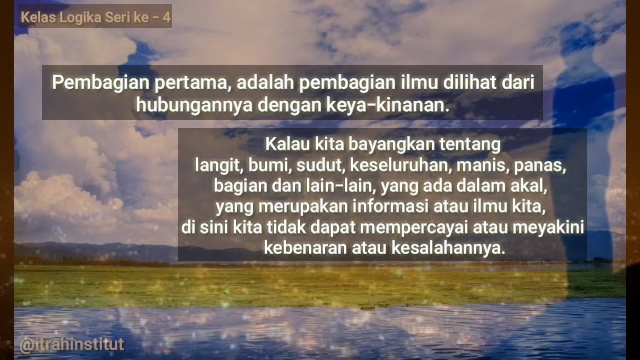 Kelas Logika Seri ke - 4
Pembagian pertama, adalah pembagian ilmu dilihat dari
hubungannya dengan keya-kinanan.
Kalau kita bayangkan tentang
langit, bumi, sudut, keseluruhan, manis, panas,
bagian dan lain-lain, yang ada dalam akal,
yang merupakan informasi atau ilmu kita,
di sini kita tidak dapat mempercayai atau meyakini
kebenaran atau kesalahannya.
@itrahinstitut